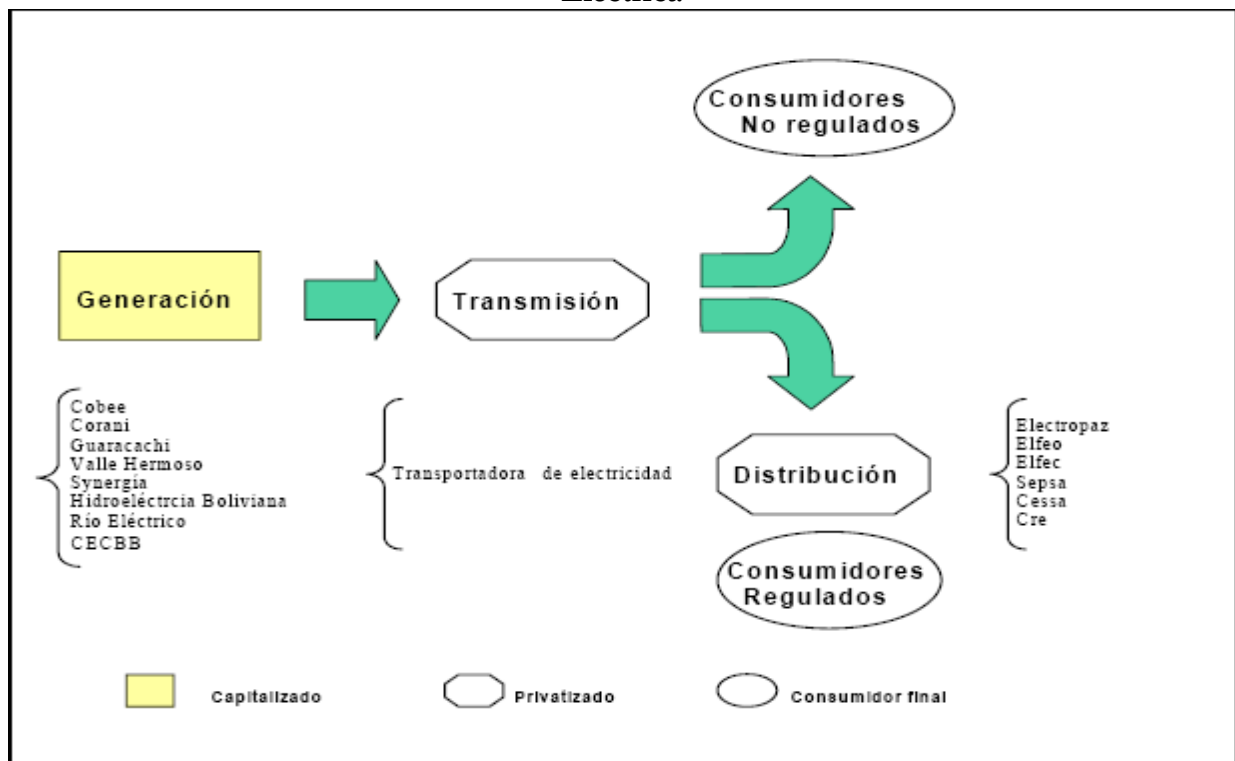 Eléctrica
Consumidores
No regulados
Generación
Transmisión
Cobee
Corani
Guaracachi
Valle Hermoso
Synergía
Hidroeléctrcia Boliviana
Río Eléctrico
CECBB
Transportadora de electricidad
Distribución
Electropaz
Elfeo
Elfec
Sepsa
Cessa
Cre
Consumidores
Regulados
Capitalizado
Privatizado
Consumidor final